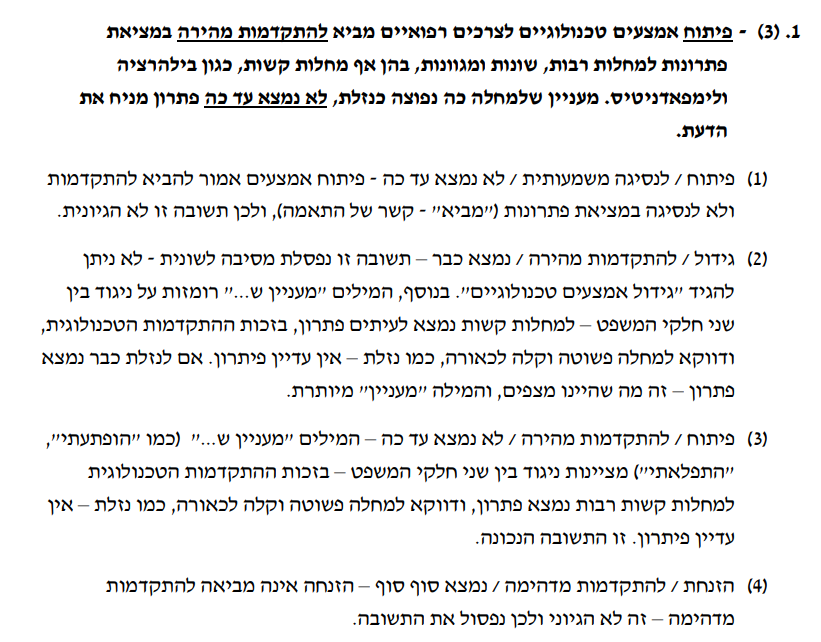 1. (3) - פיתוח אמצעים טכנולוגיים לצרכים רפואיים מביא להתקדמות מהירה במציאת
פתרונות למחלות רבות, שונות ומגוונות, בהן אף מחלות קשות, כגון בילהרציה
ולימפאדניטיס. מעניין שלמחלה כה נפוצה כנזלת, לא נמצא עד כה פתרון מניח את
הדעת.
(1) פיתוח / לנסיגה משמעותית / לא נמצא עד כה - פיתוח אמצעים אמור להביא להתקדמות
ולא לנסיגה במציאת פתרונות ("מביא" - קשר של התאמה), ולכן תשובה זו לא הגיונית.
(2) גידול / להתקדמות מהירה / נמצא כבר – תשובה זו נפסלת מסיבה לשונית - לא ניתן
להגיד "גידול אמצעים טכנולוגיים". בנוסף, המילים "מעניין ש..." רומזות על ניגוד בין
שני חלקי המשפט – למחלות קשות נמצא לעיתים פתרון, בזכות ההתקדמות הטכנולוגית,
ודווקא למחלה פשוטה וקלה לכאורה, כמו נזלת – אין עדיין פיתרון. אם לנזלת כבר נמצא
פתרון – זה מה שהיינו מצפים, והמילה "מעניין" מיותרת.
(3) פיתוח / להתקדמות מהירה / לא נמצא עד כה – המילים "מעניין ש..." (כמו "הופתעתי",
"התפלאתי") מציינות ניגוד בין שני חלקי המשפט – בזכות ההתקדמות הטכנולוגית
למחלות קשות רבות נמצא פתרון, ודווקא למחלה פשוטה וקלה לכאורה, כמו נזלת – אין
עדיין פיתרון. זו התשובה הנכונה.
(4) הזנחת / להתקדמות מדהימה / נמצא סוף סוף – הזנחה אינה מביאה להתקדמות
מדהימה – זה לא הגיוני ולכן נפסול את התשובה.